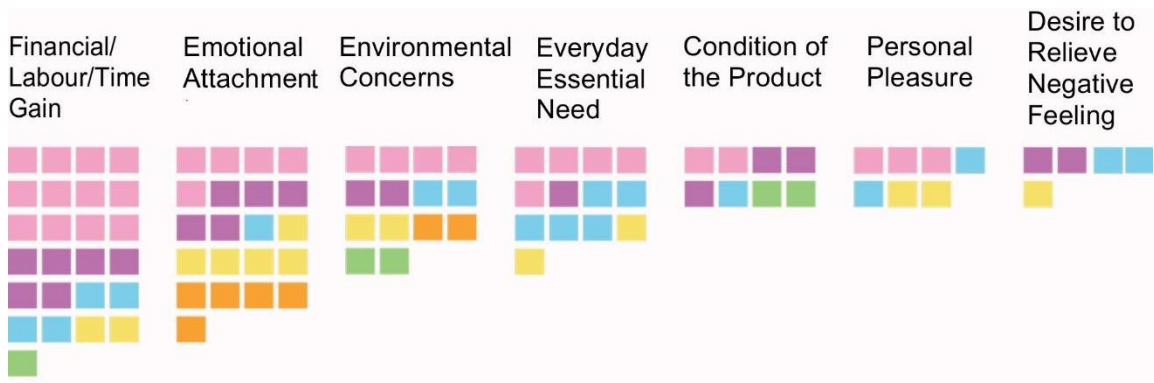 Financial/
Labour/Time
Gain
Emotional
Attachment
Environmental
Concerns
Everyday
Essential
Need
Condition of
the Product
Personal
Pleasure
Desire to
Relieve
Negative
Feeling